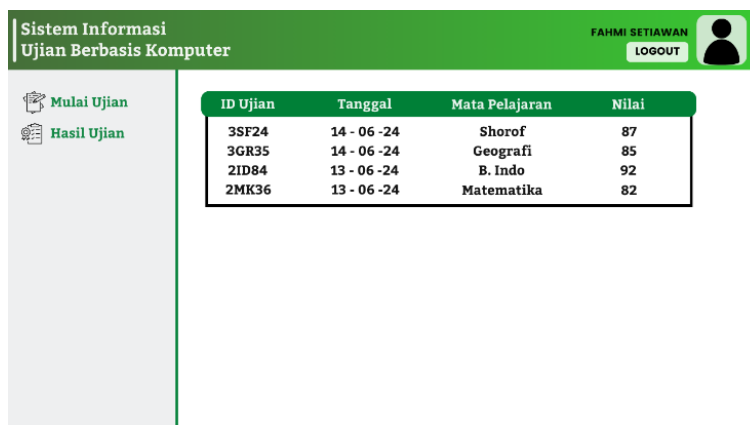 Sistem Informasi
Ujian Berbasis Komputer
FAHMI SETIAWAN
LOGOUT
Mulai Ujian
Hasil Ujian
ID Ujian Tanggal Mata Pelajaran Nilai
3SF24 14 - 06 -24 Shorof 87
3GR35 14 - 06 -24 Geografi 85
2ID84 13 - 06 -24 B. Indo 92
2MK36 13 - 06 -24 Matematika 82